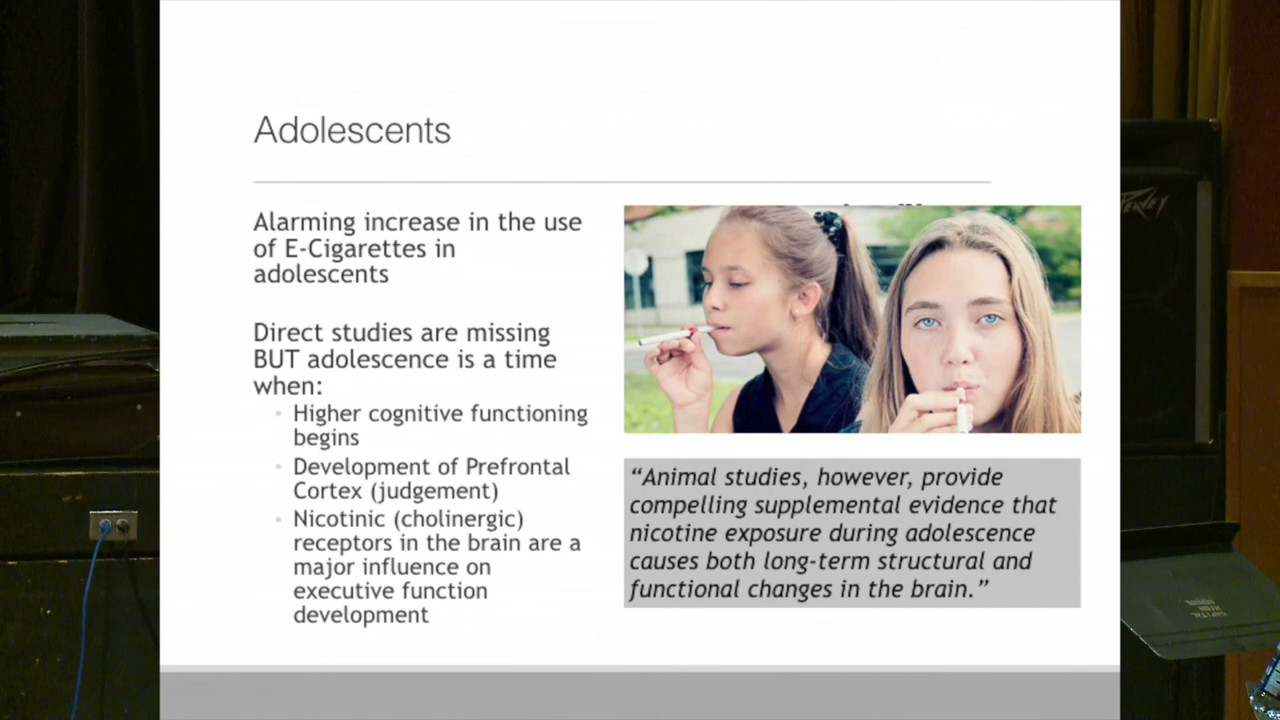 Adolescents
Alarming increase in the use
of E-Cigarettes in
adolescents
Direct studies are missing
BUT adolescence is a time
when:
Higher cognitive functioning
begins
Development of Prefrontal
Cortex (judgement)
Nicotinic (cholinergic)
receptors in the brain are a
major influence on
executive function
development
“Animal studies, however, provide
compelling supplemental evidence that
nicotine exposure during adolescence
causes both long-term structural and
functional changes in the brain.”
PEAVEY